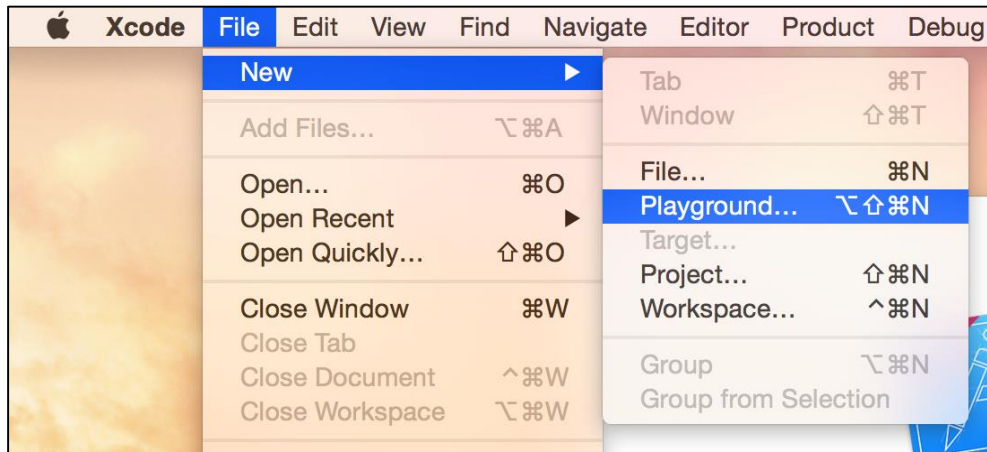 Xcode File Edit View Find Navigate Editor Product Debug
New ▶
Add Files... ⌥⌘A
Open... ⌘O
Open Recent ▶
Open Quickly... ⇧⌘O
Close Window ⌘W
Close Tab
Close Document ^⌘W
Close Workspace ⌥⌘W
Tab ⌘T
Window ⇧⌘T
File... ⌘N
Playground... ⌥⇧⌘N
Target...
Project... ⇧⌘N
Workspace... ^⌘N
Group ⌥⌘N
Group from Selection